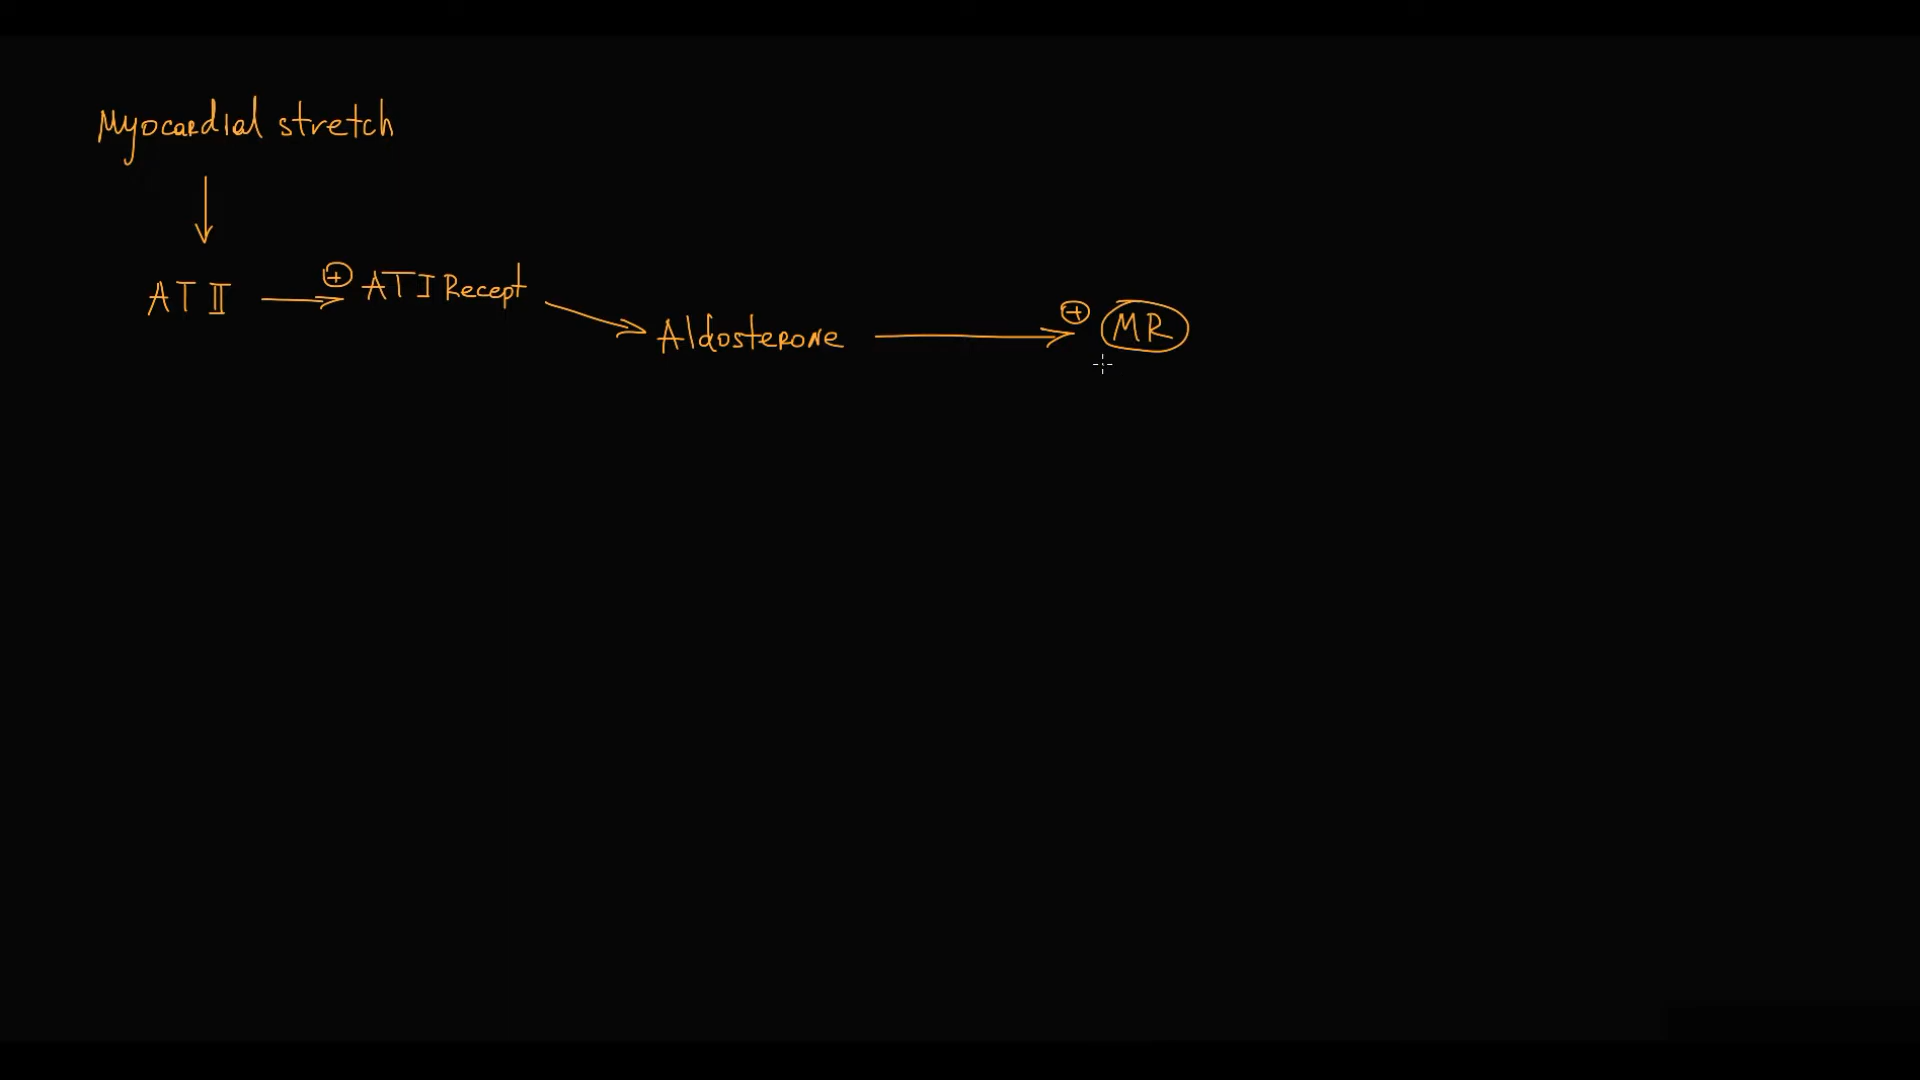 Myocardial stretch
AT II → ⊕ AT I Recept → Aldosterone → ⊕ MR